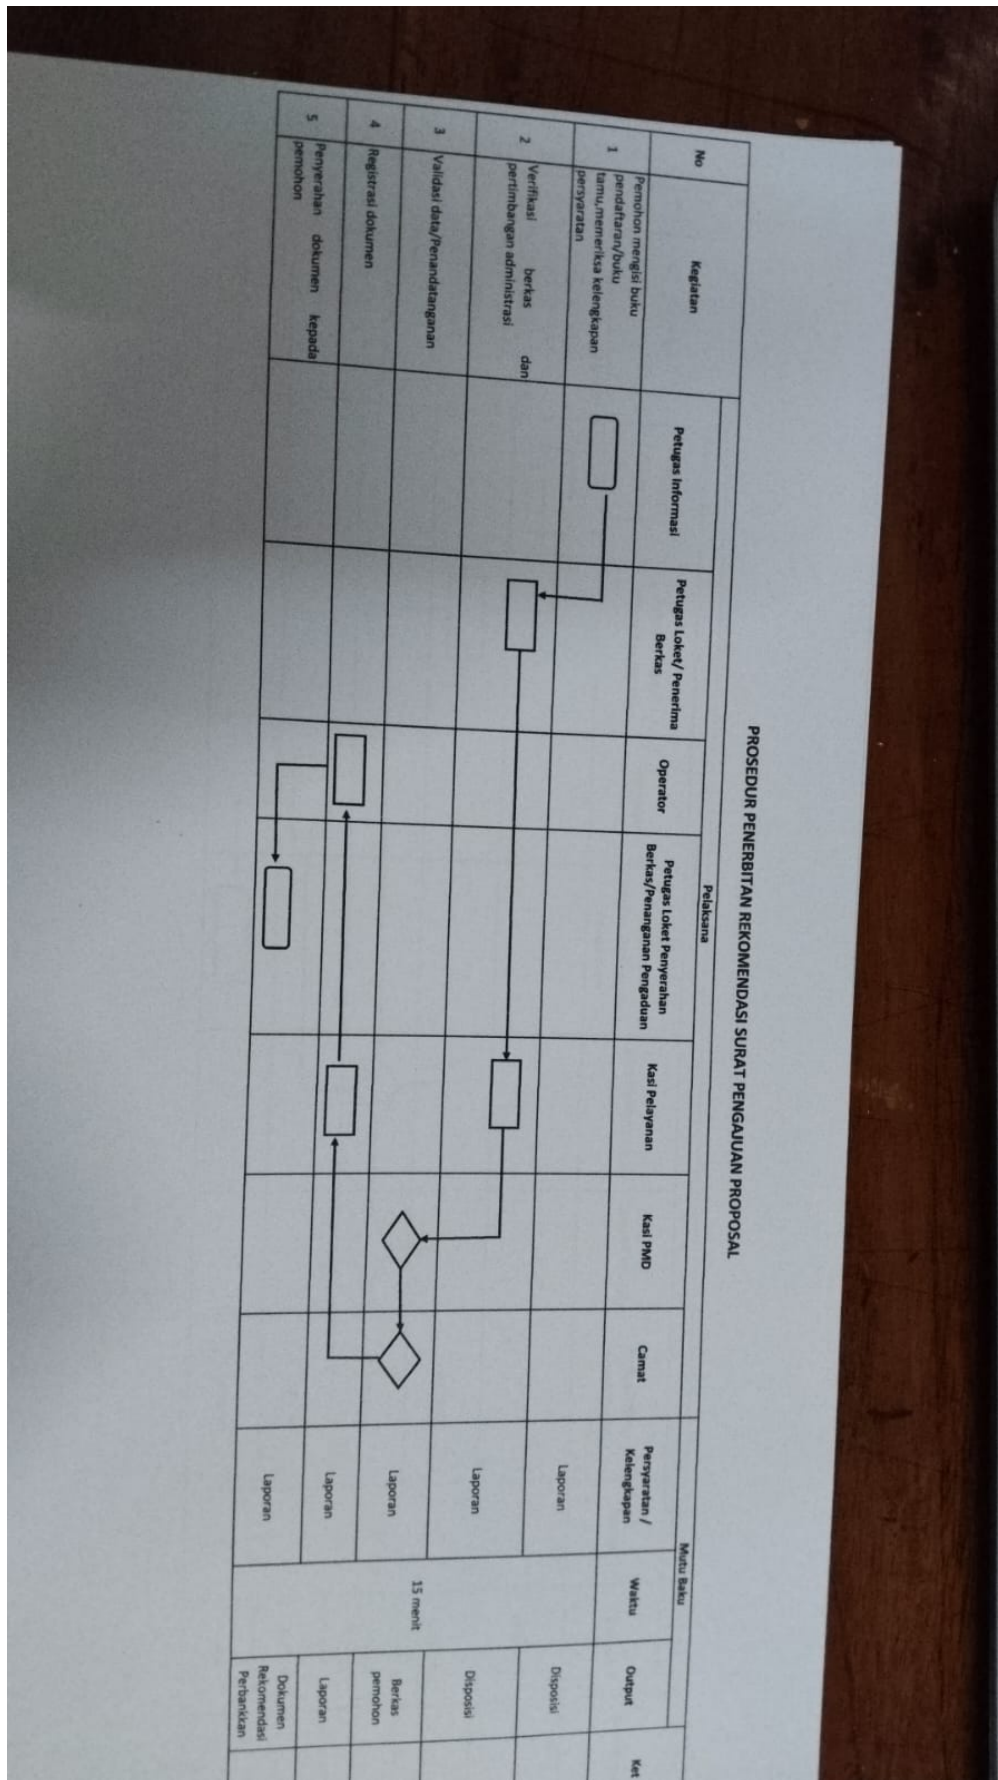 PROSEDUR PENERBITAN REKOMENDASI SURAT PENGAJUAN PROPOSAL
No
Kegiatan
Pelaksana
Mutu Baku
Ket
Petugas Informasi
Petugas Loket/ Penerima
Berkas
Operator
Petugas Loket Penyerahan
Berkas/Penanganan Pengaduan
Kasi Pelayanan
Kasi PMD
Camat
Persyaratan /
Kelengkapan
Waktu
Output
1
Pemohon mengisi buku
pendaftaran/buku
tamu,memeriksa kelengkapan
persyaratan
Laporan
15 menit
Disposisi
2
Verifikasi berkas dan
pertimbangan administrasi
Laporan
Disposisi
3
Validasi data/Penandatanganan
Laporan
Berkas
pemohon
4
Registrasi dokumen
Laporan
Laporan
5
Penyerahan dokumen kepada
pemohon
Laporan
Dokumen
Rekomendasi
Perbankkan